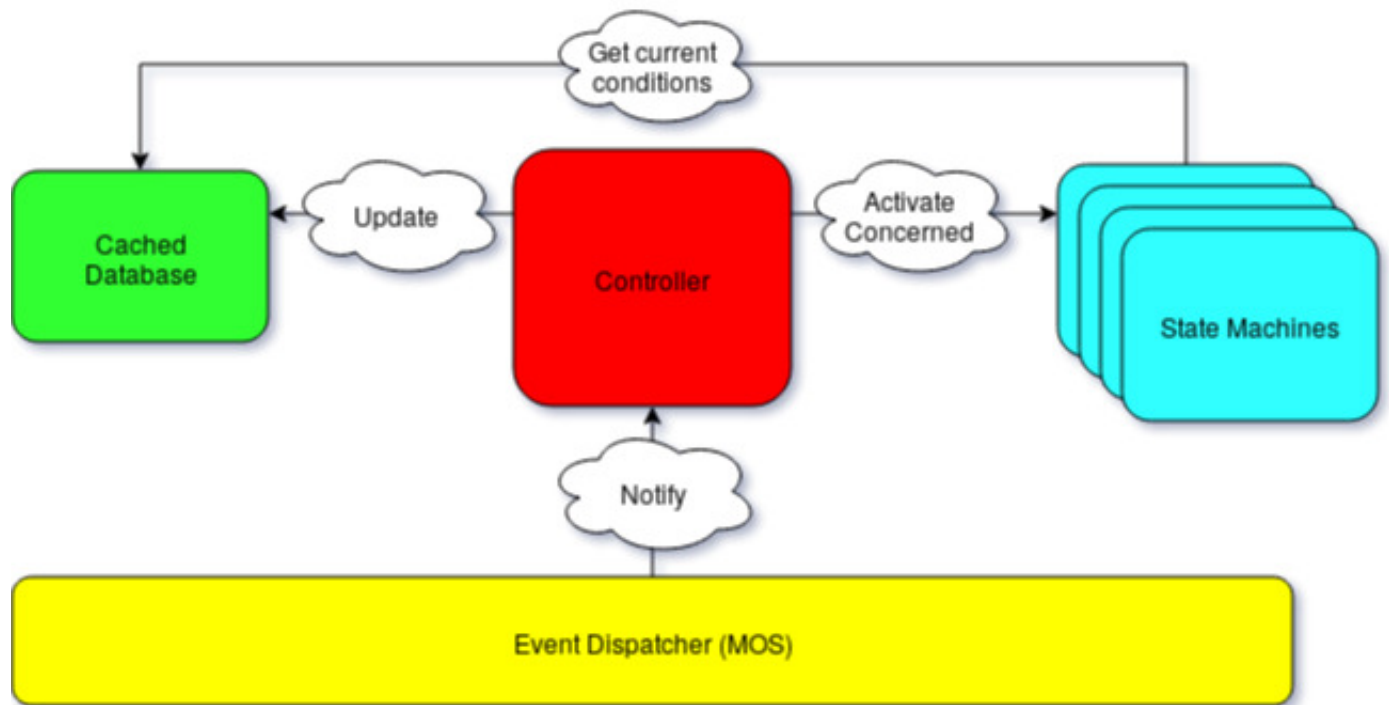 Get current
conditions
Update
Activate
Concerned
Cached
Database
Controller
State Machines
Notify
Event Dispatcher (MOS)